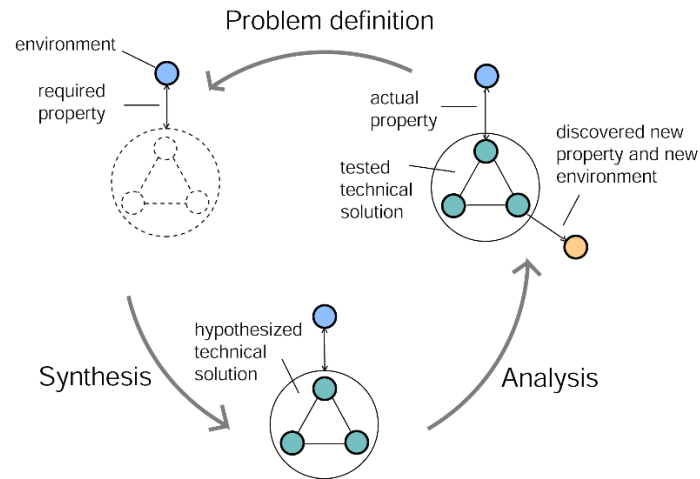 Problem definition
environment
required
property
actual
property
discovered new
property and new
environment
tested
technical
solution
hypothesized
technical
solution
Synthesis
Analysis